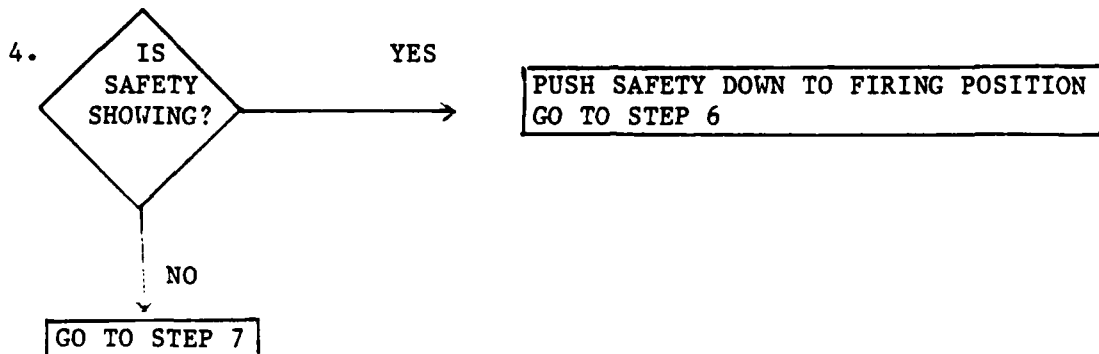 4.
IS
SAFETY
SHOWING?
YES
PUSH SAFETY DOWN TO FIRING POSITION
GO TO STEP 6
NO
GO TO STEP 7